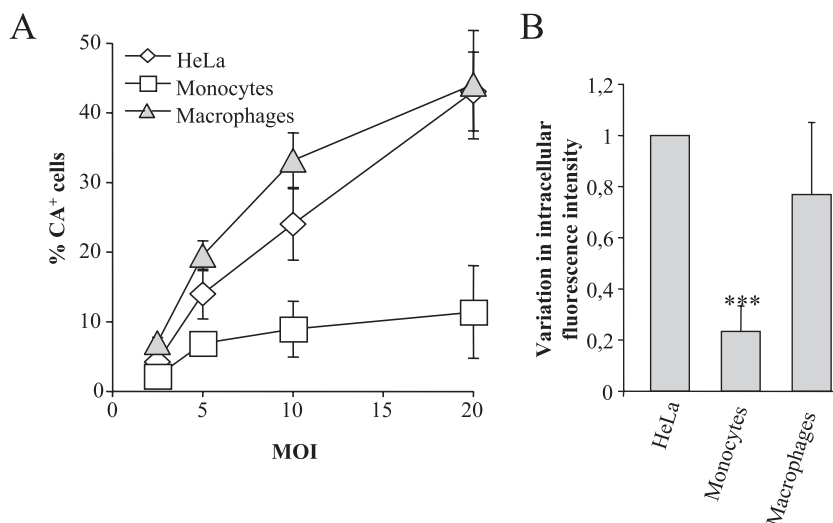 A
% CA⁺ cells
50
40
30
20
10
0
HeLa
Monocytes
Macrophages
0
5
10
15
20
MOI
B
Variation in intracellular
fluorescence intensity
1,2
1
0,8
0,6
0,4
0,2
0
***
HeLa
Monocytes
Macrophages